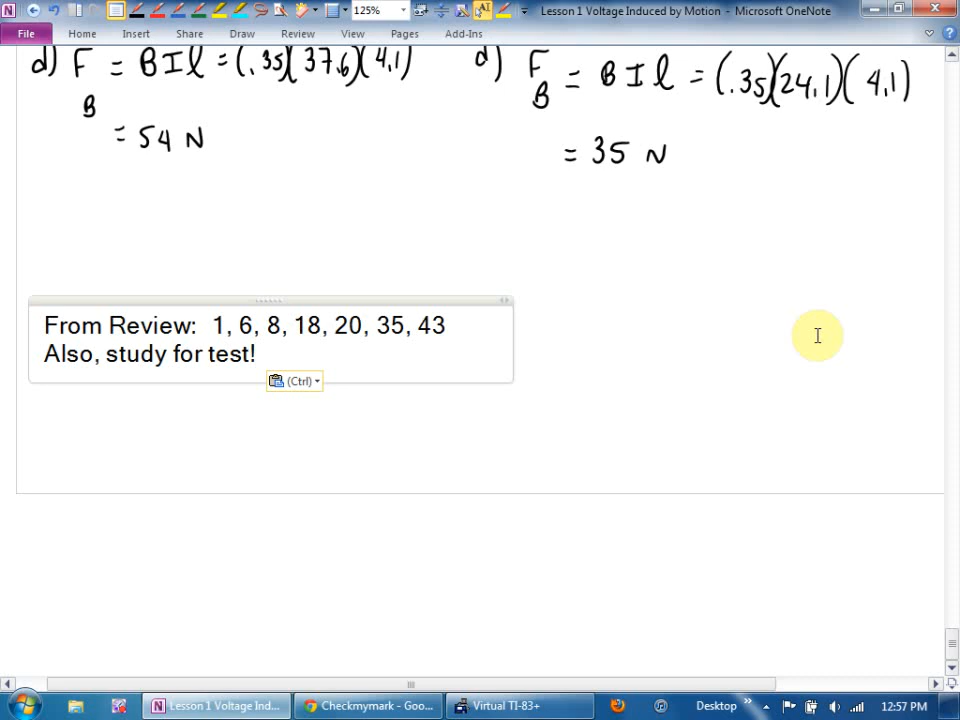 125%
Lesson 1 Voltage Induced by Motion - Microsoft OneNote
File Home Insert Share Draw Review View Pages Add-Ins
d) F_B = B I l = (.35)(37.6)(4.1)
= 54 N
d) F_B = B I l = (.35)(24.1)(4.1)
= 35 N
From Review: 1, 6, 8, 18, 20, 35, 43
Also, study for test!
(Ctrl)
Lesson 1 Voltage Ind... Checkmymark - Goo... Virtual TI-83+ Desktop » 12:57 PM